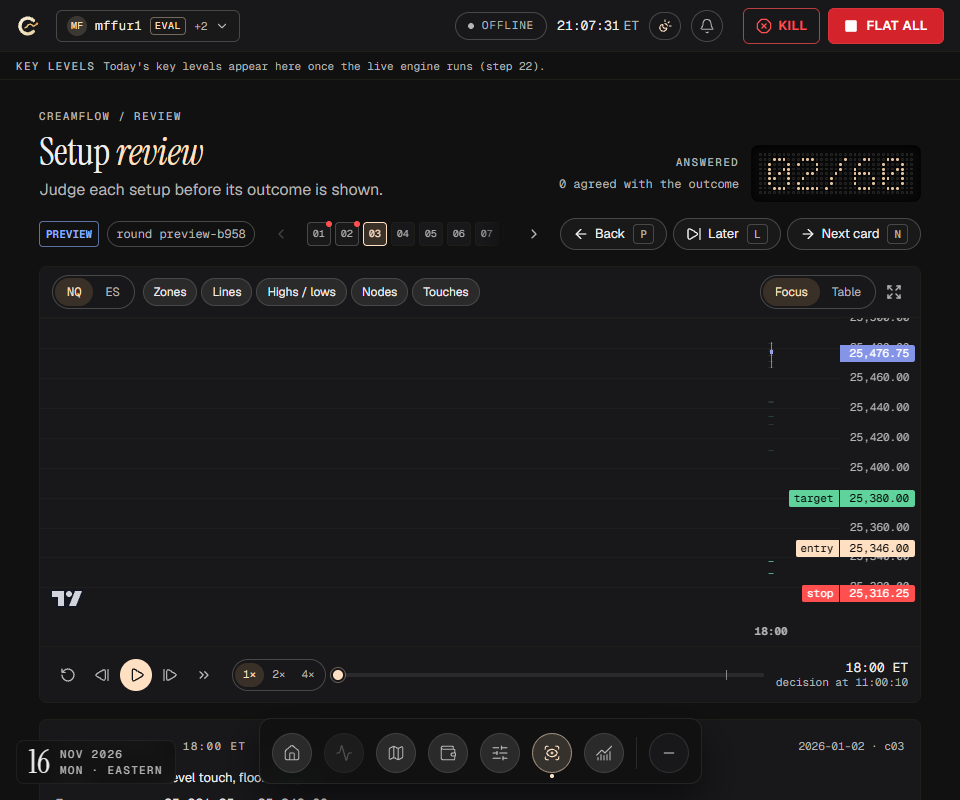 MF mffur1 EVAL +2
OFFLINE 21:07:31 ET KILL FLAT ALL
KEY LEVELS Today's key levels appear here once the live engine runs (step 22).
CREAMFLOW / REVIEW
Setup review
Judge each setup before its outcome is shown.
ANSWERED
0 agreed with the outcome
02/60
PREVIEW round preview-b958 01 02 03 04 05 06 07 Back P Later L Next card N
NQ ES Zones Lines Highs / lows Nodes Touches Focus Table
25,476.75
25,460.00
25,440.00
25,420.00
25,400.00
target 25,380.00
25,360.00
entry 25,346.00
stop 25,316.25
18:00
1× 2× 4× 18:00 ET
decision at 11:00:10
18:00 ET 2026-01-02 · c03
16 NOV 2026
MON · EASTERN
evel touch, floo